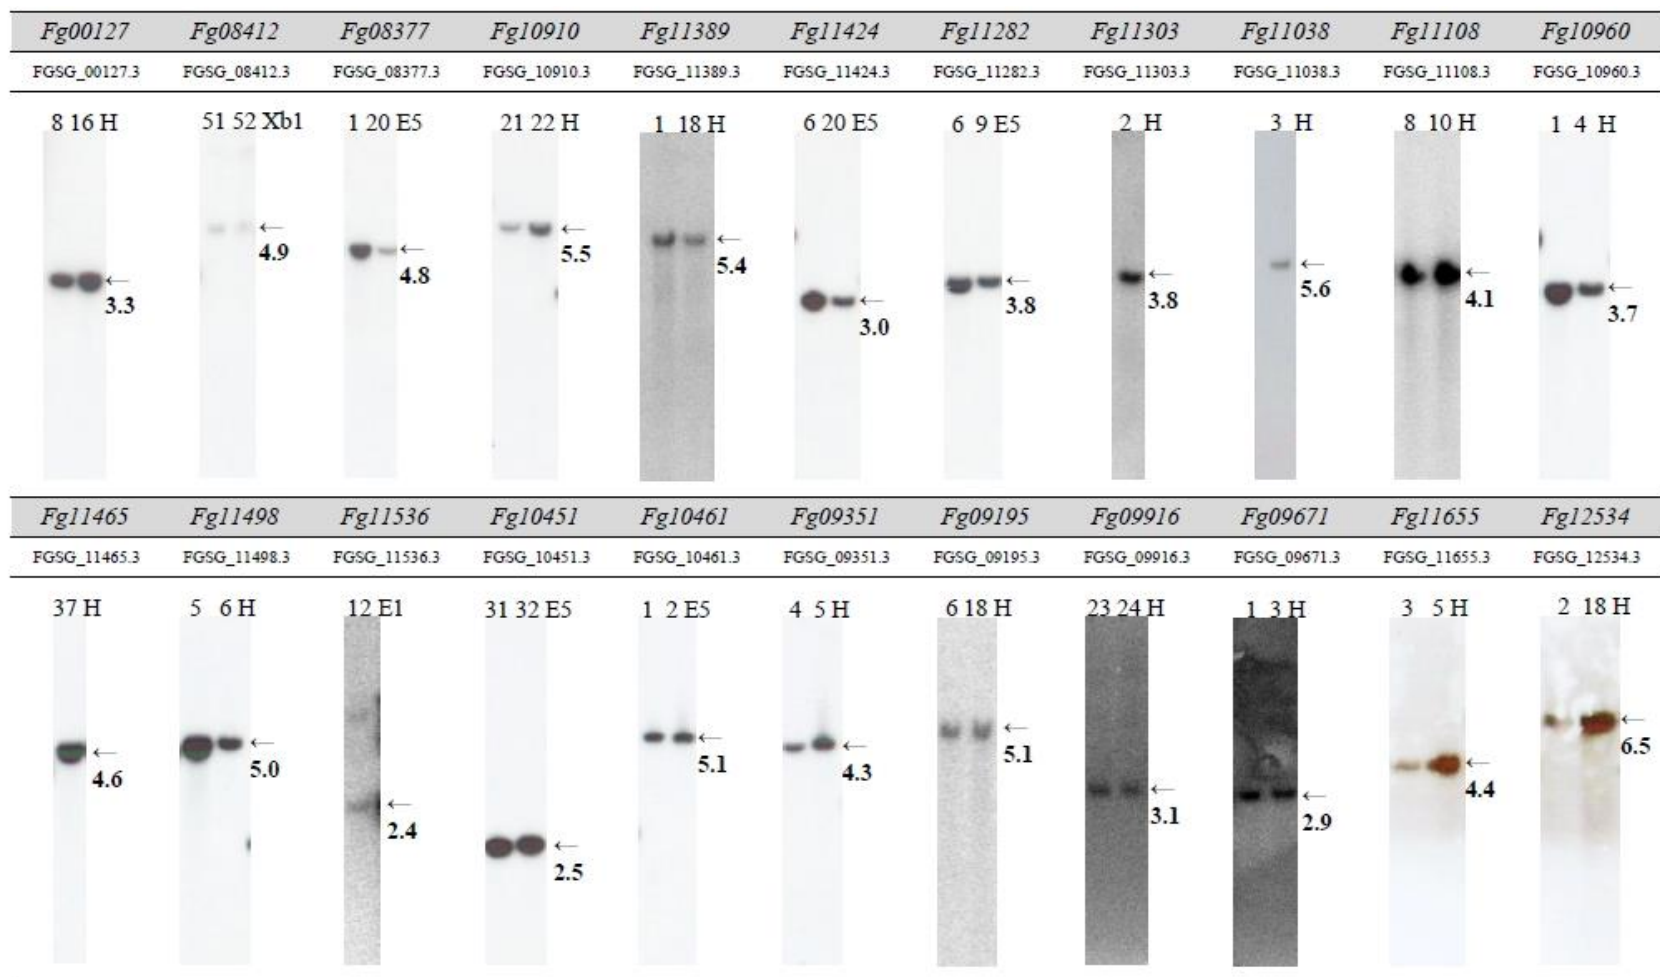 Fg00127 Fg08412 Fg08377 Fg10910 Fg11389 Fg11424 Fg11282 Fg11303 Fg11038 Fg11108 Fg10960
FGSG_00127.3 FGSG_08412.3 FGSG_08377.3 FGSG_10910.3 FGSG_11389.3 FGSG_11424.3 FGSG_11282.3 FGSG_11303.3 FGSG_11038.3 FGSG_11108.3 FGSG_10960.3
8 16 H 51 52 Xb1 1 20 E5 21 22 H 1 18 H 6 20 E5 6 9 E5 2 H 3 H 8 10 H 1 4 H
←3.3 ←4.9 ←4.8 ←5.5 ←5.4 ←3.0 ←3.8 ←3.8 ←5.6 ←4.1 ←3.7
Fg11465 Fg11498 Fg11536 Fg10451 Fg10461 Fg09351 Fg09195 Fg09916 Fg09671 Fg11655 Fg12534
FGSG_11465.3 FGSG_11498.3 FGSG_11536.3 FGSG_10451.3 FGSG_10461.3 FGSG_09351.3 FGSG_09195.3 FGSG_09916.3 FGSG_09671.3 FGSG_11655.3 FGSG_12534.3
37 H 5 6 H 12 E1 31 32 E5 1 2 E5 4 5 H 6 18 H 23 24 H 1 3 H 3 5 H 2 18 H
←4.6 ←5.0 ←2.4 ←2.5 ←5.1 ←4.3 ←5.1 ←3.1 ←2.9 ←4.4 ←6.5